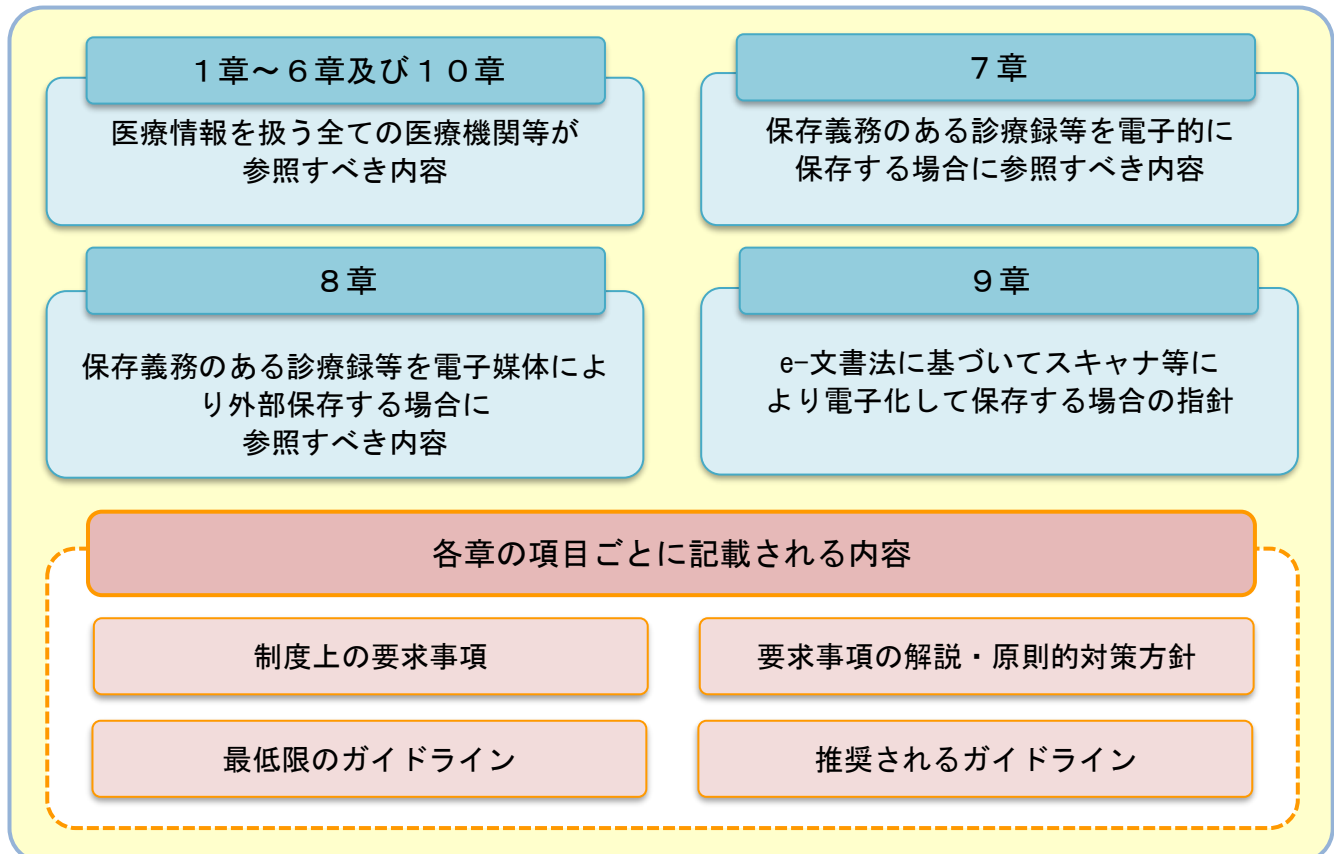 １章～６章及び１０章
医療情報を扱う全ての医療機関等が
参照すべき内容
７章
保存義務のある診療録等を電子的に
保存する場合に参照すべき内容
８章
保存義務のある診療録等を電子媒体によ
り外部保存する場合に
参照すべき内容
９章
e-文書法に基づいてスキャナ等に
より電子化して保存する場合の指針
各章の項目ごとに記載される内容
制度上の要求事項
要求事項の解説・原則的対策方針
最低限のガイドライン
推奨されるガイドライン